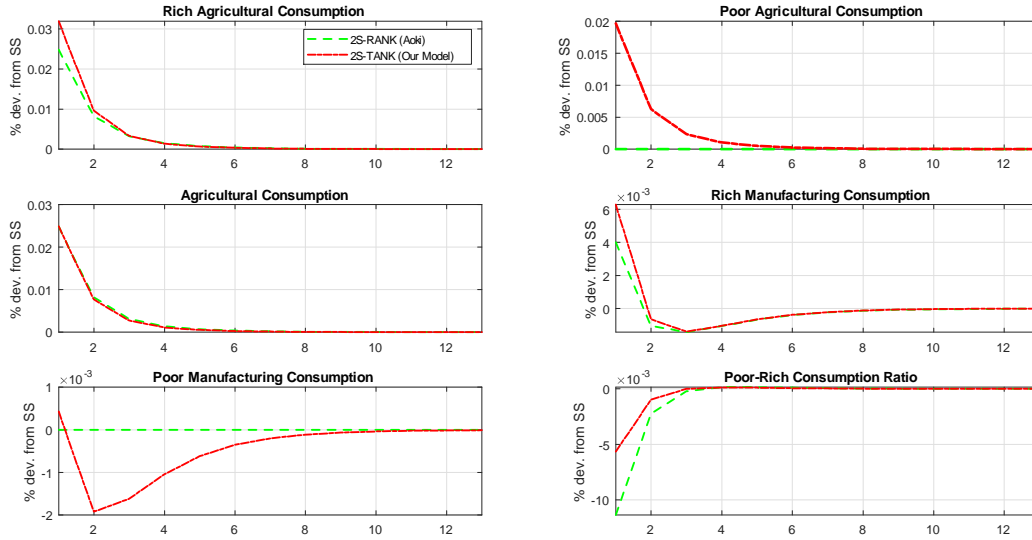 Rich Agricultural Consumption
% dev. from SS
0.03
0.02
0.01
0
2 4 6 8 10 12
2S-RANK (Aoki)
2S-TANK (Our Model)
Poor Agricultural Consumption
% dev. from SS
0.02
0.015
0.01
0.005
0
2 4 6 8 10 12
Agricultural Consumption
% dev. from SS
0.03
0.02
0.01
0
2 4 6 8 10 12
Rich Manufacturing Consumption
×10⁻³
% dev. from SS
6
4
2
0
2 4 6 8 10 12
Poor Manufacturing Consumption
×10⁻³
% dev. from SS
1
0
-1
-2
2 4 6 8 10 12
Poor-Rich Consumption Ratio
×10⁻³
% dev. from SS
0
-5
-10
2 4 6 8 10 12